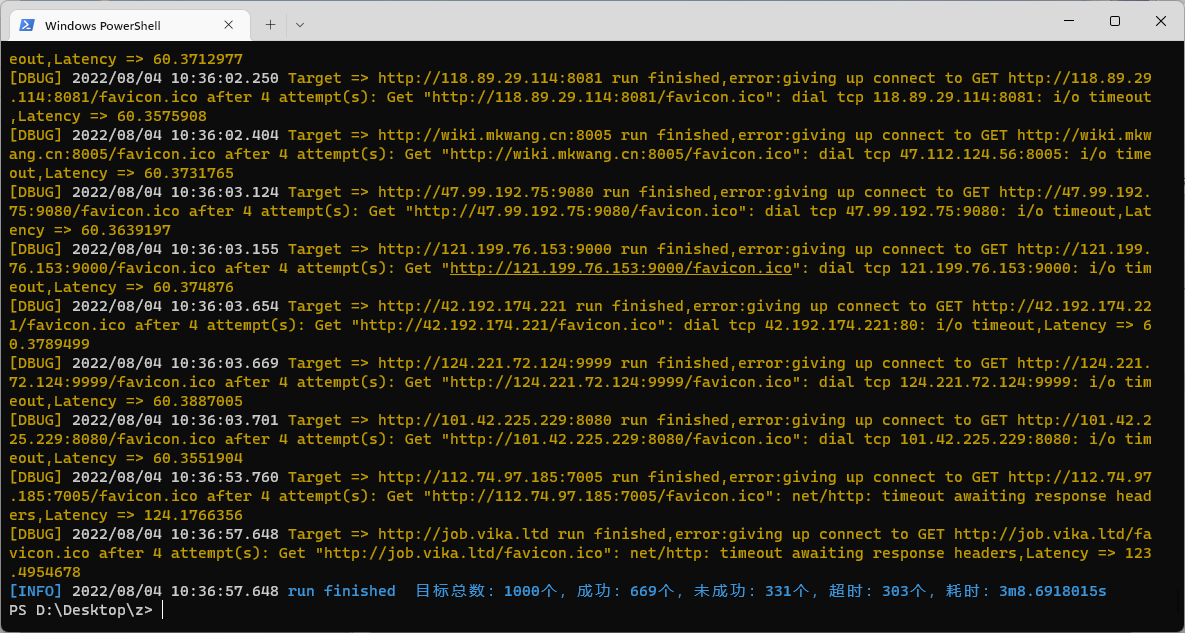 Windows PowerShell
eout,Latency => 60.3712977
[DBUG] 2022/08/04 10:36:02.250 Target => http://118.89.29.114:8081 run finished,error:giving up connect to GET http://118.89.29
.114:8081/favicon.ico after 4 attempt(s): Get "http://118.89.29.114:8081/favicon.ico": dial tcp 118.89.29.114:8081: i/o timeout
,Latency => 60.3575908
[DBUG] 2022/08/04 10:36:02.404 Target => http://wiki.mkwang.cn:8005 run finished,error:giving up connect to GET http://wiki.mkw
ang.cn:8005/favicon.ico after 4 attempt(s): Get "http://wiki.mkwang.cn:8005/favicon.ico": dial tcp 47.112.124.56:8005: i/o time
out,Latency => 60.3731765
[DBUG] 2022/08/04 10:36:03.124 Target => http://47.99.192.75:9080 run finished,error:giving up connect to GET http://47.99.192.
75:9080/favicon.ico after 4 attempt(s): Get "http://47.99.192.75:9080/favicon.ico": dial tcp 47.99.192.75:9080: i/o timeout,Lat
ency => 60.3639197
[DBUG] 2022/08/04 10:36:03.155 Target => http://121.199.76.153:9000 run finished,error:giving up connect to GET http://121.199.
76.153:9000/favicon.ico after 4 attempt(s): Get "http://121.199.76.153:9000/favicon.ico": dial tcp 121.199.76.153:9000: i/o tim
eout,Latency => 60.374876
[DBUG] 2022/08/04 10:36:03.654 Target => http://42.192.174.221 run finished,error:giving up connect to GET http://42.192.174.22
1/favicon.ico after 4 attempt(s): Get "http://42.192.174.221/favicon.ico": dial tcp 42.192.174.221:80: i/o timeout,Latency => 6
0.3789499
[DBUG] 2022/08/04 10:36:03.669 Target => http://124.221.72.124:9999 run finished,error:giving up connect to GET http://124.221.
72.124:9999/favicon.ico after 4 attempt(s): Get "http://124.221.72.124:9999/favicon.ico": dial tcp 124.221.72.124:9999: i/o tim
eout,Latency => 60.3887005
[DBUG] 2022/08/04 10:36:03.701 Target => http://101.42.225.229:8080 run finished,error:giving up connect to GET http://101.42.2
25.229:8080/favicon.ico after 4 attempt(s): Get "http://101.42.225.229:8080/favicon.ico": dial tcp 101.42.225.229:8080: i/o tim
eout,Latency => 60.3551904
[DBUG] 2022/08/04 10:36:53.760 Target => http://112.74.97.185:7005 run finished,error:giving up connect to GET http://112.74.97
.185:7005/favicon.ico after 4 attempt(s): Get "http://112.74.97.185:7005/favicon.ico": net/http: timeout awaiting response head
ers,Latency => 124.1766356
[DBUG] 2022/08/04 10:36:57.648 Target => http://job.vika.ltd run finished,error:giving up connect to GET http://job.vika.ltd/fa
vicon.ico after 4 attempt(s): Get "http://job.vika.ltd/favicon.ico": net/http: timeout awaiting response headers,Latency => 123
.4954678
[INFO] 2022/08/04 10:36:57.648 run finished  目标总数：1000个，成功：669个，未成功：331个，超时：303个，耗时：3m8.6918015s
PS D:\Desktop\z>